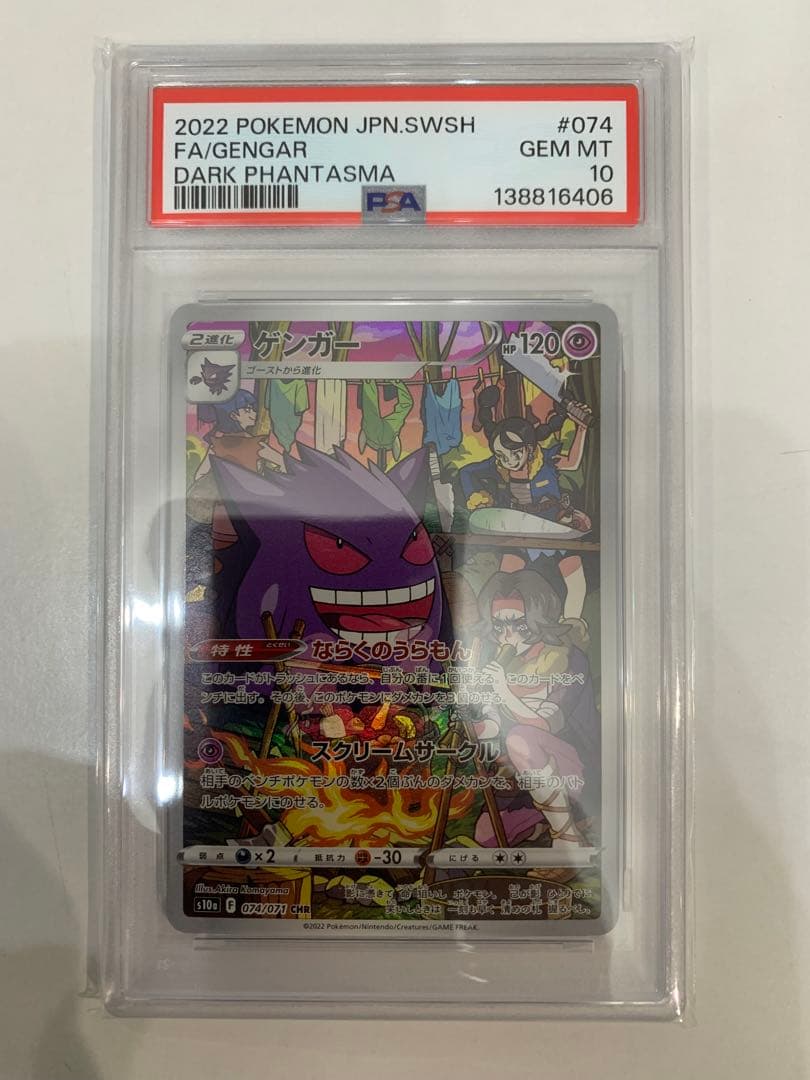 2022 POKEMON JPN.SWSH #074
FA/GENGAR GEM MT
DARK PHANTASMA 10
PSA 138816406
2進化 ゲンガー HP 120
ゴーストから進化
特性 とくせい ならくのうらもん
このカードがトラッシュにあるなら、自分の番に1回使える。このカードをベ
ンチに出す。その後、このポケモンにダメカンを3個のせる。
スクリームサークル
相手のベンチポケモンの数×2個ぶんのダメカンを、相手のバト
ルポケモンにのせる。
弱点 ×2 抵抗力 -30 にげる
Illus. Akira Komayama
s10a F 074/071 CHR
©2022 Pokémon/Nintendo/Creatures/GAME FREAK.